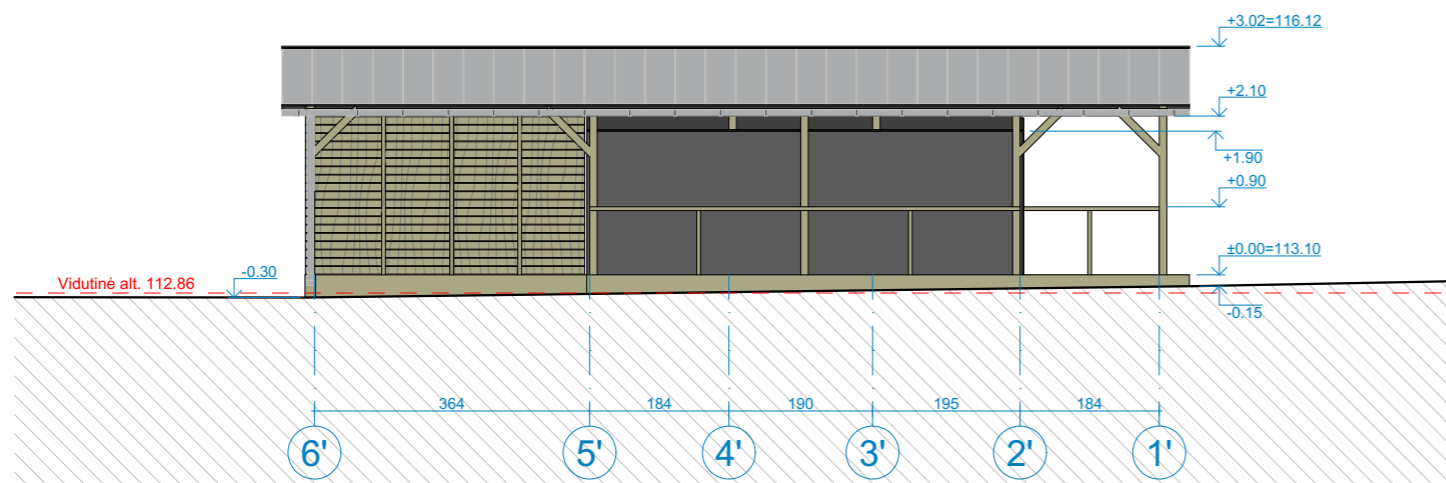 +3.02=116.12
+2.10
+1.90
+0.90
±0.00=113.10
-0.15
-0.30
Vidutinė alt. 112.86
364 184 190 195 184
6' 5' 4' 3' 2' 1'